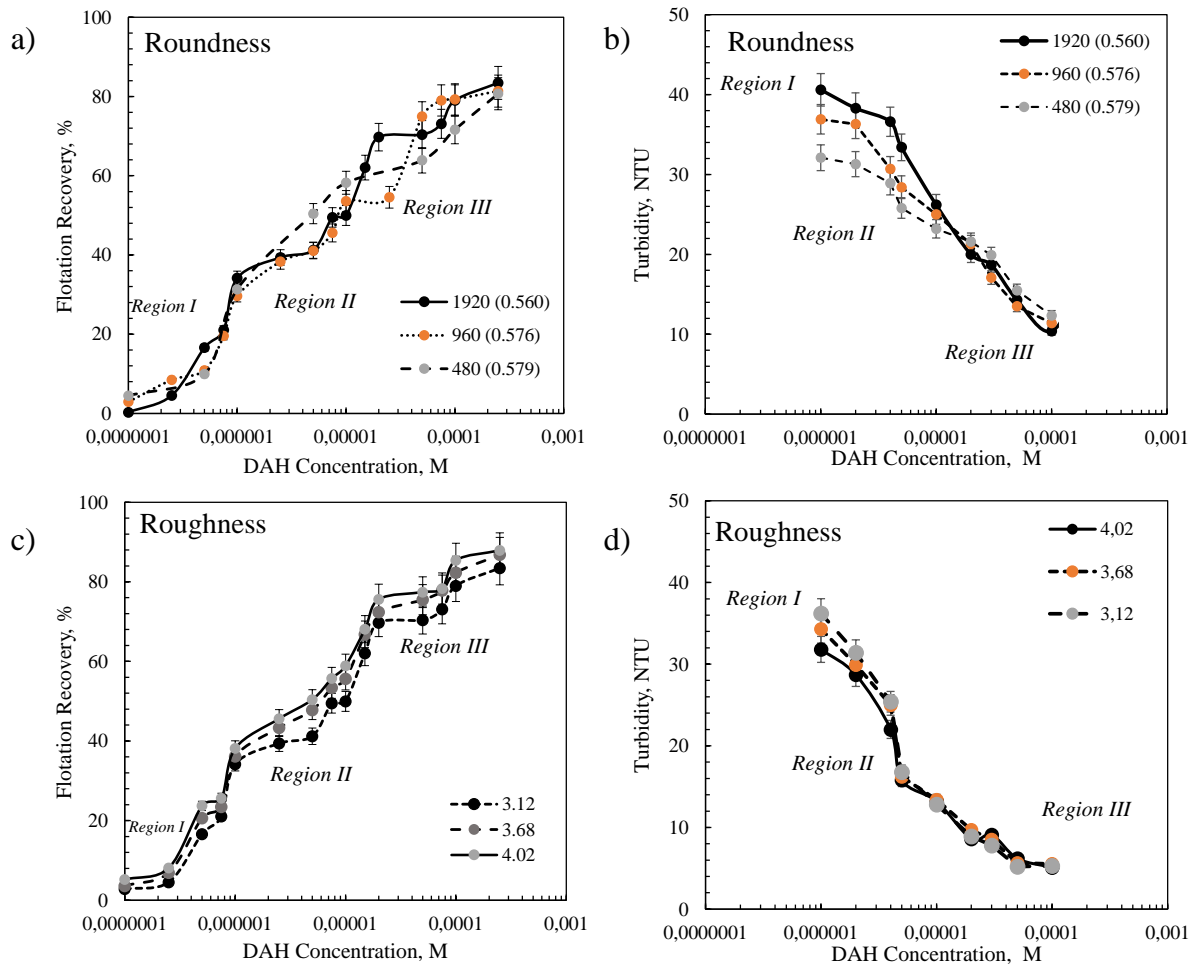 a)
Roundness
Flotation Recovery, %
100
80
60
40
20
0
Region I
Region II
Region III
1920 (0.560)
960 (0.576)
480 (0.579)
0,0000001
0,000001
0,00001
0,0001
0,001
DAH Concentration, M
b)
Roundness
Turbidity, NTU
50
40
30
20
10
0
1920 (0.560)
960 (0.576)
480 (0.579)
Region I
Region II
Region III
0,0000001
0,000001
0,00001
0,0001
0,001
DAH Concentration, M
c)
Roughness
Flotation Recovery, %
100
80
60
40
20
0
Region I
Region II
Region III
3.12
3.68
4.02
0,0000001
0,000001
0,00001
0,0001
0,001
DAH Concentration, M
d)
Roughness
Turbidity, NTU
50
40
30
20
10
0
4,02
3,68
3,12
Region I
Region II
Region III
0,0000001
0,000001
0,00001
0,0001
0,001
DAH Concentration, M